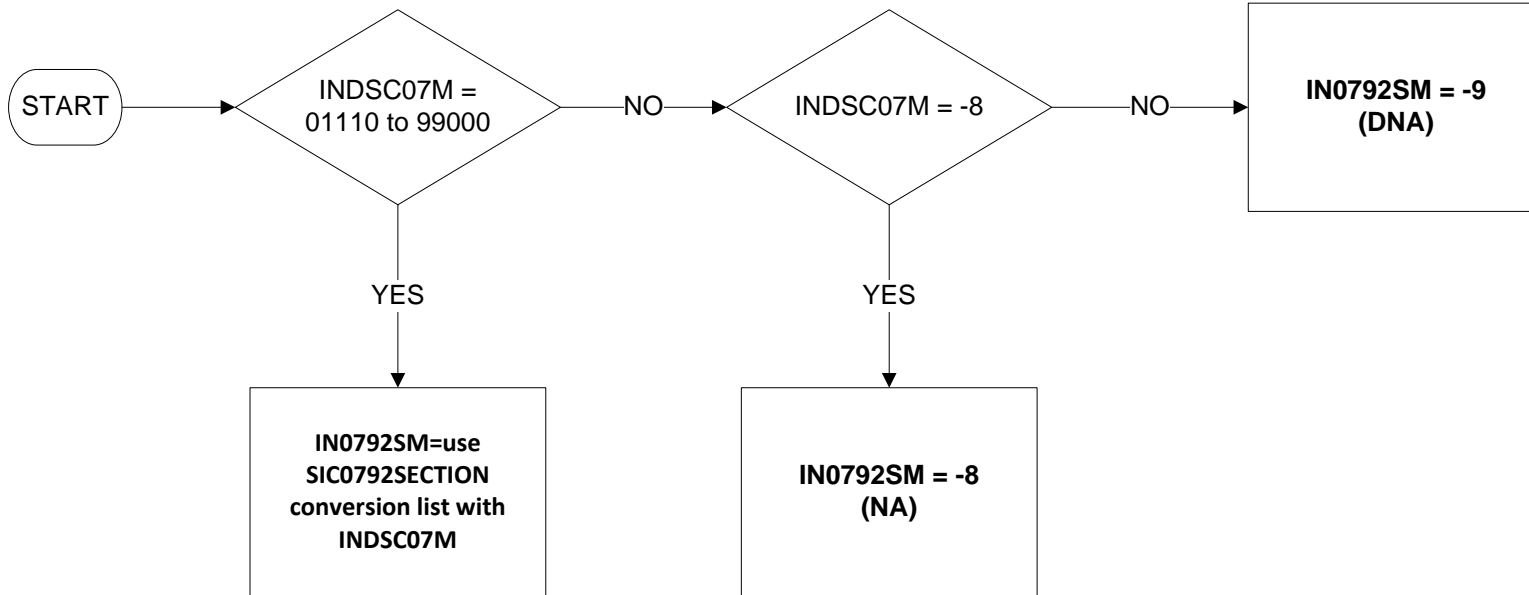 START
INDSC07M =
01110 to 99000
NO
INDSC07M = -8
NO
IN0792SM = -9
(DNA)
YES
YES
IN0792SM=use
SIC0792SECTION
conversion list with
INDSC07M
IN0792SM = -8
(NA)